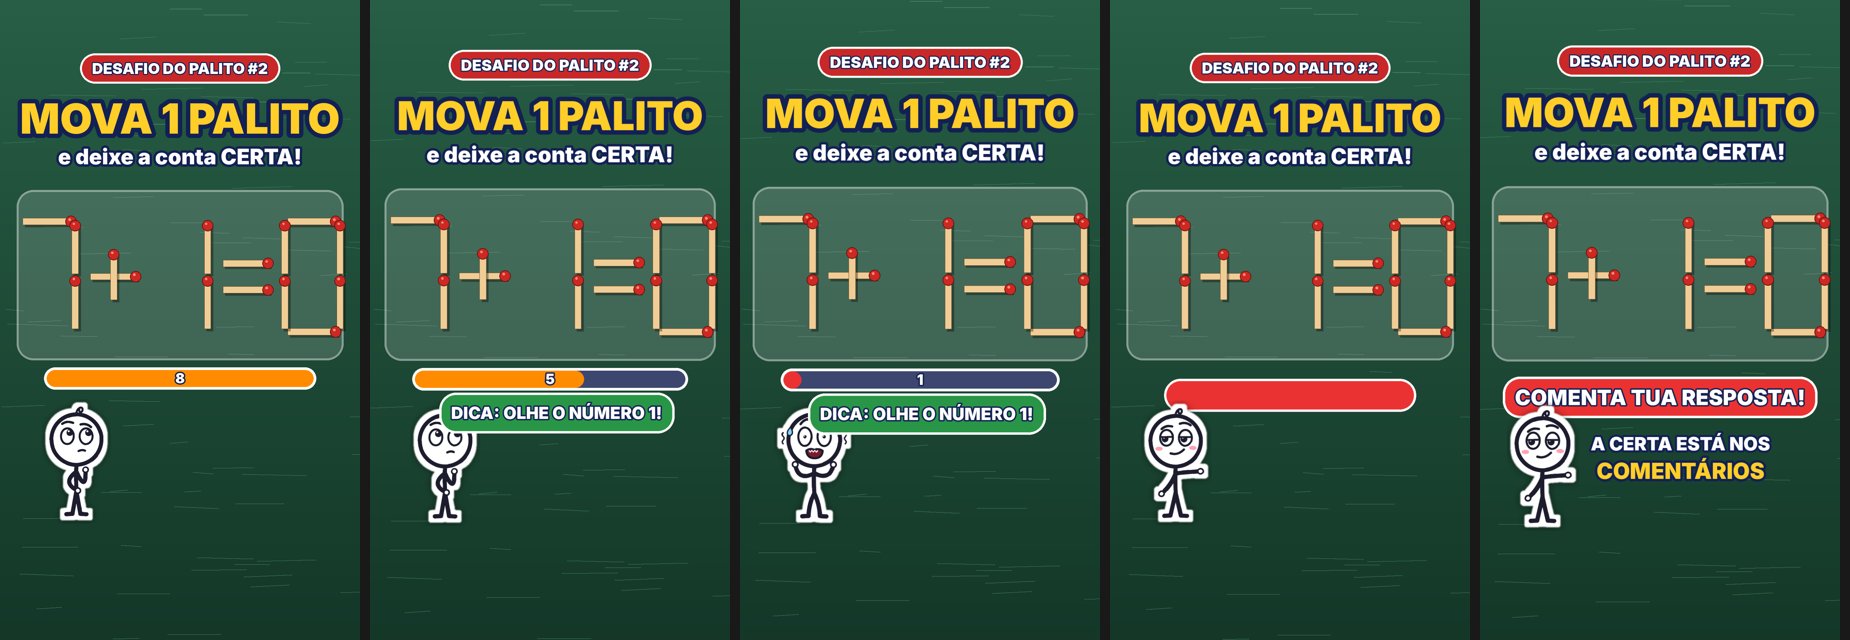 DESAFIO DO PALITO #2
MOVA 1 PALITO
e deixe a conta CERTA!
7+1=0
8
DESAFIO DO PALITO #2
MOVA 1 PALITO
e deixe a conta CERTA!
7+1=0
5
DICA: OLHE O NÚMERO 1!
DESAFIO DO PALITO #2
MOVA 1 PALITO
e deixe a conta CERTA!
7+1=0
1
DICA: OLHE O NÚMERO 1!
DESAFIO DO PALITO #2
MOVA 1 PALITO
e deixe a conta CERTA!
7+1=0
DESAFIO DO PALITO #2
MOVA 1 PALITO
e deixe a conta CERTA!
7+1=0
COMENTA TUA RESPOSTA!
A CERTA ESTÁ NOS
COMENTÁRIOS